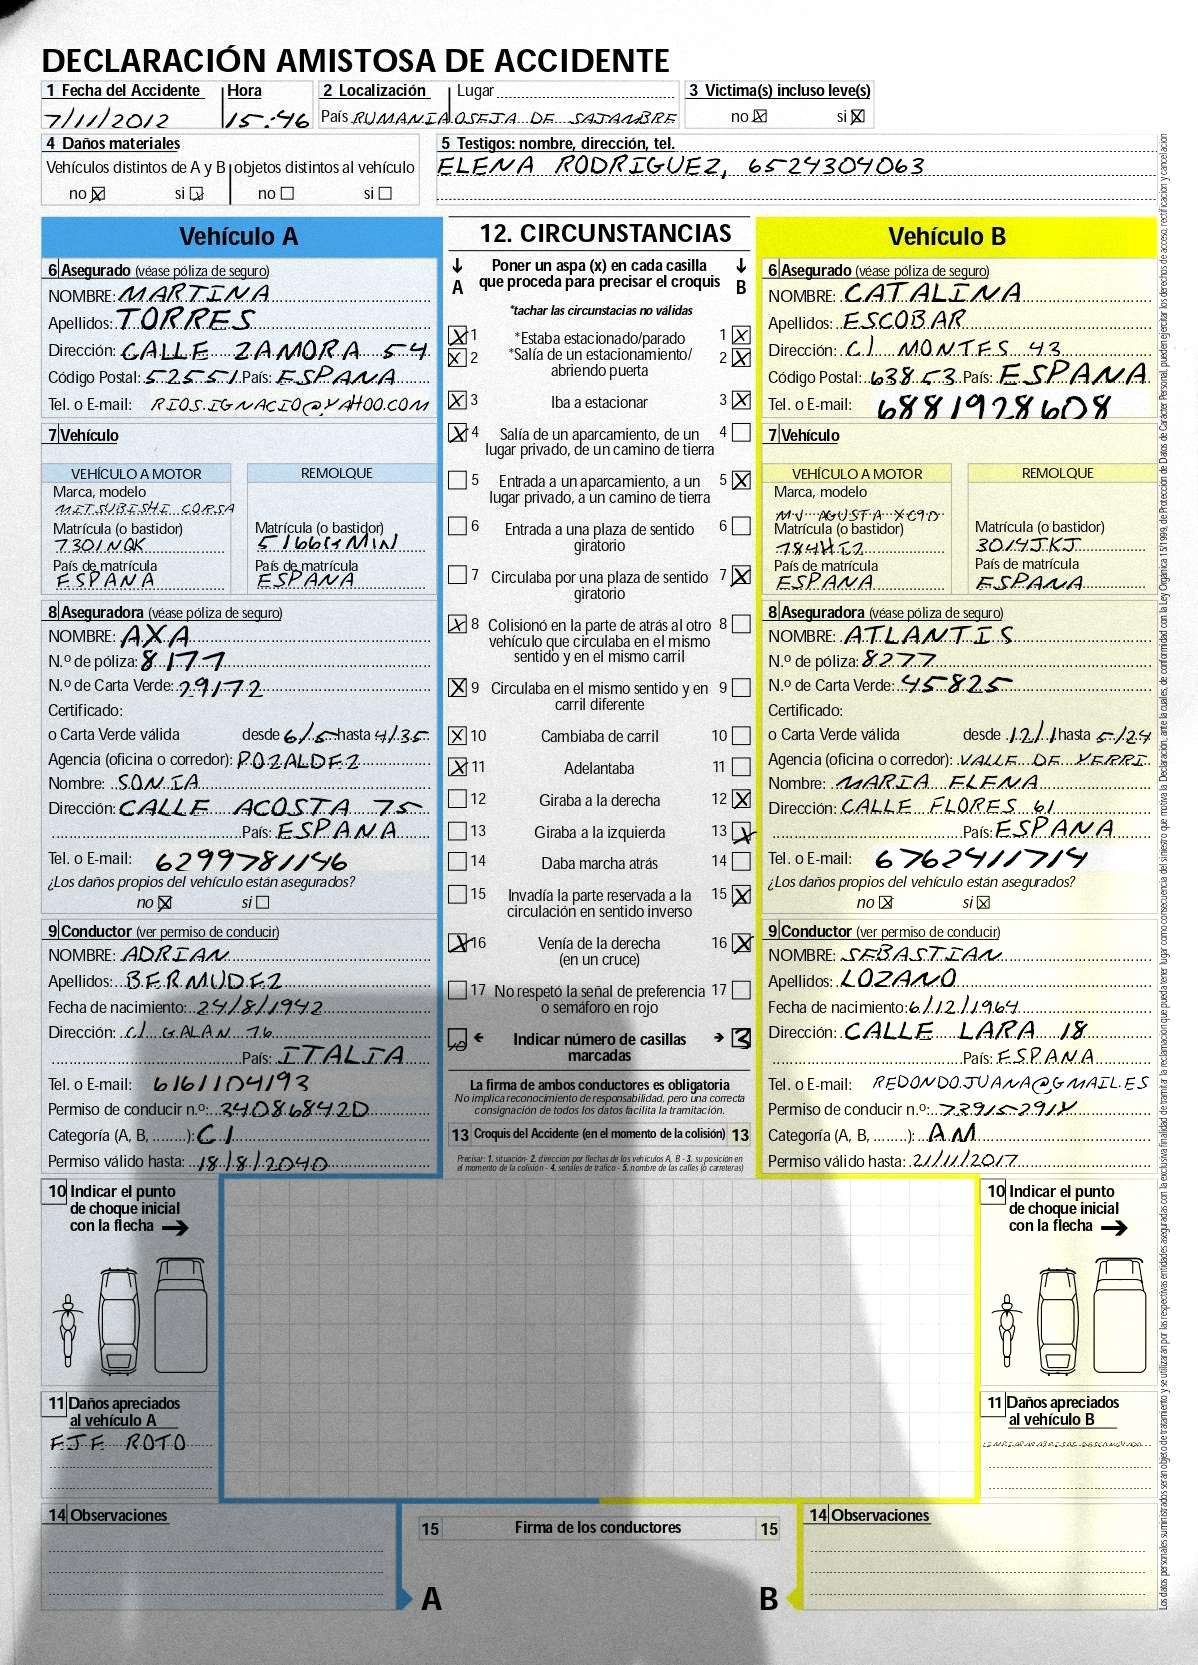 DECLARACIÓN AMISTOSA DE ACCIDENTE
1 Fecha del Accidente Hora 2 Localización Lugar 3 Victima(s) incluso leve(s)
7/11/2012 15:46 País RUMANIA OSEJA DE SAJAMBRE no ☒ si ☒
4 Daños materiales 5 Testigos: nombre, dirección, tel.
Vehículos distintos de A y B objetos distintos al vehículo ELENA RODRIGUEZ, 6524304063
no ☒ si ☒ no ☐ si ☐
Vehículo A
6 Asegurado (véase póliza de seguro)
NOMBRE: MARTINA
Apellidos: TORRES
Dirección: CALLE ZAMORA 54
Código Postal: 52551 País: ESPANA
Tel. o E-mail: RIOS.IGNACIO@YAHOO.COM
7 Vehículo
VEHÍCULO A MOTOR REMOLQUE
Marca, modelo
MITSUBISHI CORSA
Matrícula (o bastidor) Matrícula (o bastidor)
7301NQK 5166GMIN
País de matrícula País de matrícula
ESPANA ESPANA
8 Aseguradora (véase póliza de seguro)
NOMBRE: AXA
N.º de póliza: 8177
N.º de Carta Verde: 29172
Certificado:
o Carta Verde válida desde 6/5 hasta 4/35
Agencia (oficina o corredor): POZALDEZ
Nombre: SONIA
Dirección: CALLE ACOSTA 75
País: ESPANA
Tel. o E-mail: 6299781146
¿Los daños propios del vehículo están asegurados?
no ☒ si ☐
9 Conductor (ver permiso de conducir)
NOMBRE: ADRIAN
Apellidos: BERMUDEZ
Fecha de nacimiento: 24/8/1942
Dirección: C/ GALAN 76
País: ITALIA
Tel. o E-mail: 6161104193
Permiso de conducir n.º: 34086842D
Categoría (A, B, ........): C1
Permiso válido hasta: 18/8/2040
12. CIRCUNSTANCIAS
Poner un aspa (x) en cada casilla
A que proceda para precisar el croquis B
*tachar las circunstacias no válidas
☒ 1 *Estaba estacionado/parado 1 ☒
☒ 2 *Salía de un estacionamiento/ 2 ☒
abriendo puerta
☒ 3 Iba a estacionar 3 ☒
☒ 4 Salía de un aparcamiento, de un 4 ☐
lugar privado, de un camino de tierra
☐ 5 Entrada a un aparcamiento, a un 5 ☒
lugar privado, a un camino de tierra
☐ 6 Entrada a una plaza de sentido 6 ☐
giratorio
☐ 7 Circulaba por una plaza de sentido 7 ☒
giratorio
☒ 8 Colisionó en la parte de atrás al otro 8 ☐
vehículo que circulaba en el mismo
sentido y en el mismo carril
☒ 9 Circulaba en el mismo sentido y en 9 ☐
carril diferente
☒ 10 Cambiaba de carril 10 ☐
☒ 11 Adelantaba 11 ☐
☐ 12 Giraba a la derecha 12 ☒
☐ 13 Giraba a la izquierda 13 ☒
☐ 14 Daba marcha atrás 14 ☐
☐ 15 Invadía la parte reservada a la 15 ☒
circulación en sentido inverso
☒ 16 Venía de la derecha 16 ☒
(en un cruce)
☐ 17 No respetó la señal de preferencia 17 ☐
o semáforo en rojo
10 Indicar número de casillas 3
marcadas
La firma de ambos conductores es obligatoria
No implica reconocimiento de responsabilidad, pero una correcta
consignación de todos los datos facilita la tramitación.
13 Croquis del Accidente (en el momento de la colisión) 13
Precisar: 1. situación- 2. dirección por flechas de los vehículos A, B - 3. su posición en
el momento de la colisión - 4. señales de tráfico - 5. nombre de las calles (o carreteras)
Vehículo B
6 Asegurado (véase póliza de seguro)
NOMBRE: CATALINA
Apellidos: ESCOBAR
Dirección: C/ MONTES 43
Código Postal: 63853 País: ESPANA
Tel. o E-mail: 6881928608
7 Vehículo
VEHÍCULO A MOTOR REMOLQUE
Marca, modelo
MV AGUSTA XC90
Matrícula (o bastidor) Matrícula (o bastidor)
784HIZ 3014JKJ
País de matrícula País de matrícula
ESPANA ESPANA
8 Aseguradora (véase póliza de seguro)
NOMBRE: ATLANTIS
N.º de póliza: 8277
N.º de Carta Verde: 45825
Certificado:
o Carta Verde válida desde 12/1 hasta 5/24
Agencia (oficina o corredor): VALLE DE YERRI
Nombre: MARIA ELENA
Dirección: CALLE FLORES 61
País: ESPANA
Tel. o E-mail: 6762411714
¿Los daños propios del vehículo están asegurados?
no ☒ si ☒
9 Conductor (ver permiso de conducir)
NOMBRE: SEBASTIAN
Apellidos: LOZANO
Fecha de nacimiento: 6/12/1964
Dirección: CALLE LARA 18
País: ESPANA
Tel. o E-mail: REDONDOJUANA@GMAIL.ES
Permiso de conducir n.º: 73915291X
Categoría (A, B, ........): AM
Permiso válido hasta: 21/11/2017
10 Indicar el punto
de choque inicial
con la flecha
11 Daños apreciados
al vehículo A
EJE ROTO
10 Indicar el punto
de choque inicial
con la flecha
11 Daños apreciados
al vehículo B
LIMPIAPARABRISAS DESCONGADO
14 Observaciones
15 Firma de los conductores 15
A B
14 Observaciones
Los datos personales suministrados seran objeto de tratamiento y se utilizaran por las respectivas entidades aseguradas con la exclusiva finalidad de tramitar la reclamación que pueda tener lugar como consecuencia del siniestro que motiva la Declaración, ante la cuales, de conformidad con la Ley Organica 15/1999, de Protección de Datos de Carácter Personal, pueden ejercitar los derechos de acceso, rectificación y cancelación